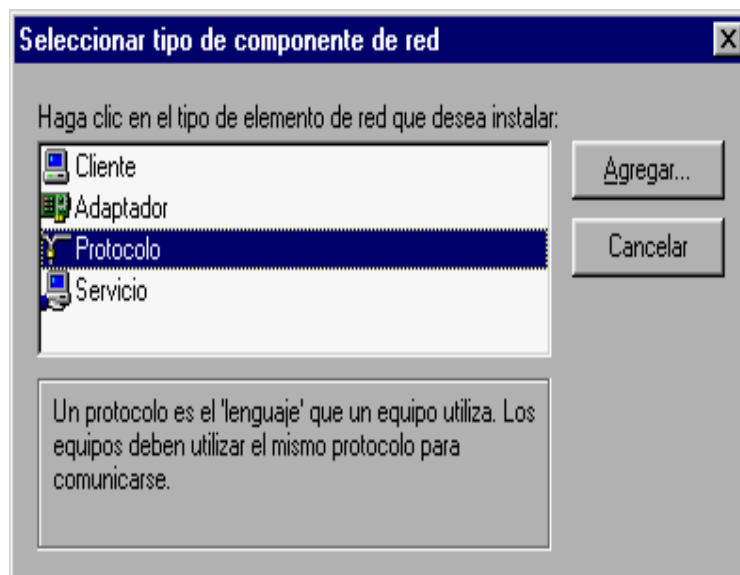 Seleccionar tipo de componente de red
Haga clic en el tipo de elemento de red que desea instalar:
Cliente
Adaptador
Protocolo
Servicio
Agregar...
Cancelar
Un protocolo es el 'lenguaje' que un equipo utiliza. Los
equipos deben utilizar el mismo protocolo para
comunicarse.